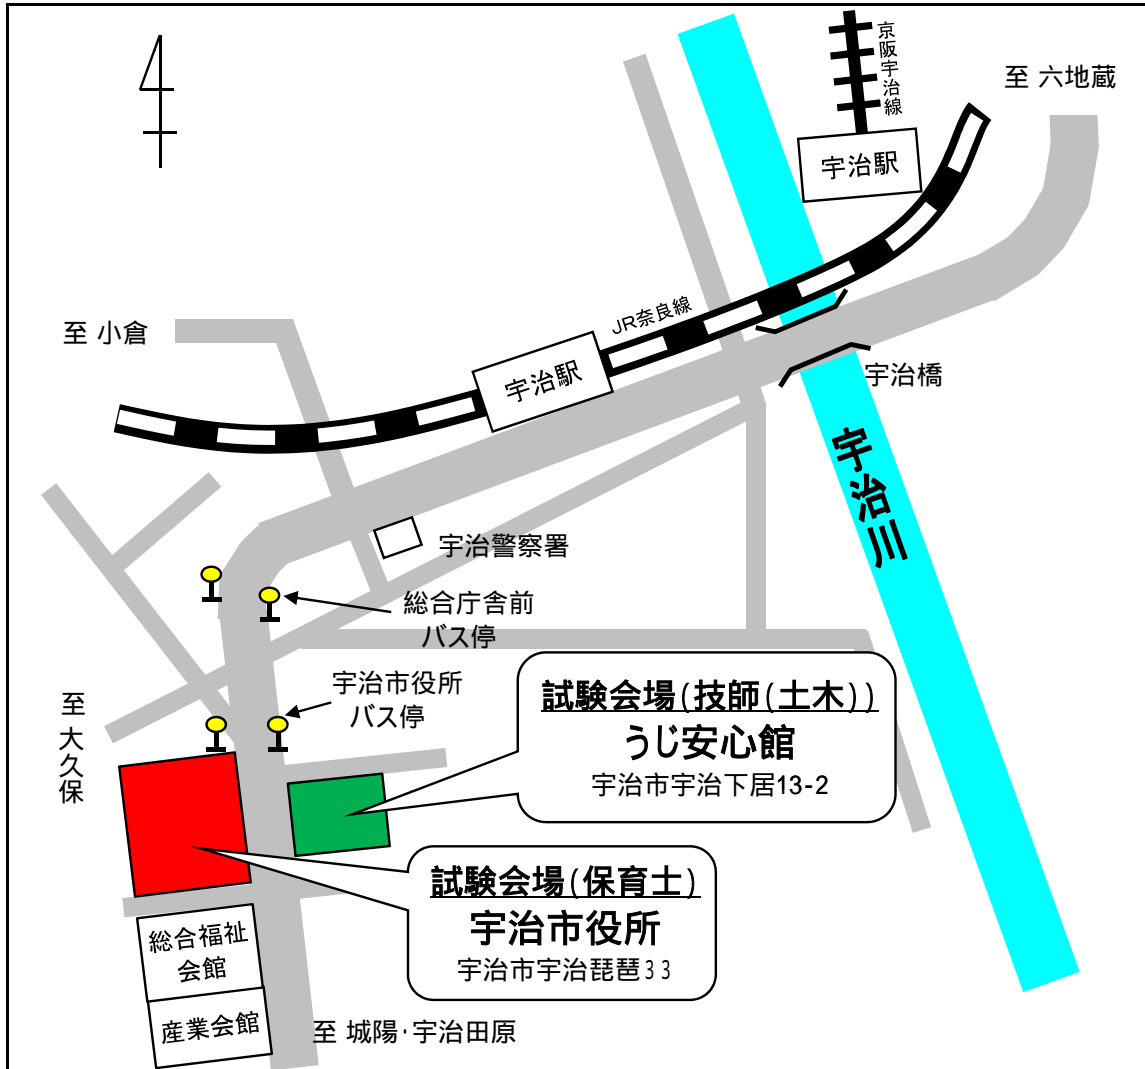 京阪宇治線
至 六地蔵
宇治駅
JR奈良線
至 小倉
宇治駅
宇治橋
宇治川
宇治警察署
総合庁舎前
バス停
宇治市役所
バス停
至 大久保
試験会場(技師(土木))
うじ安心館
宇治市宇治下居13-2
試験会場(保育士)
宇治市役所
宇治市宇治琵琶33
総合福祉
会館
産業会館
至 城陽・宇治田原